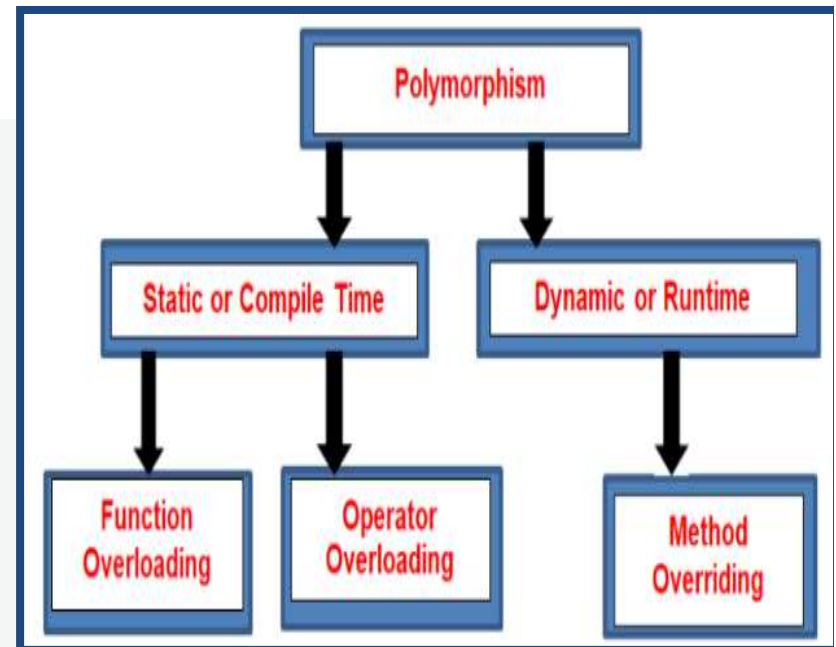 Polymorphism
Static or Compile Time
Dynamic or Runtime
Function
Overloading
Operator
Overloading
Method
Overriding